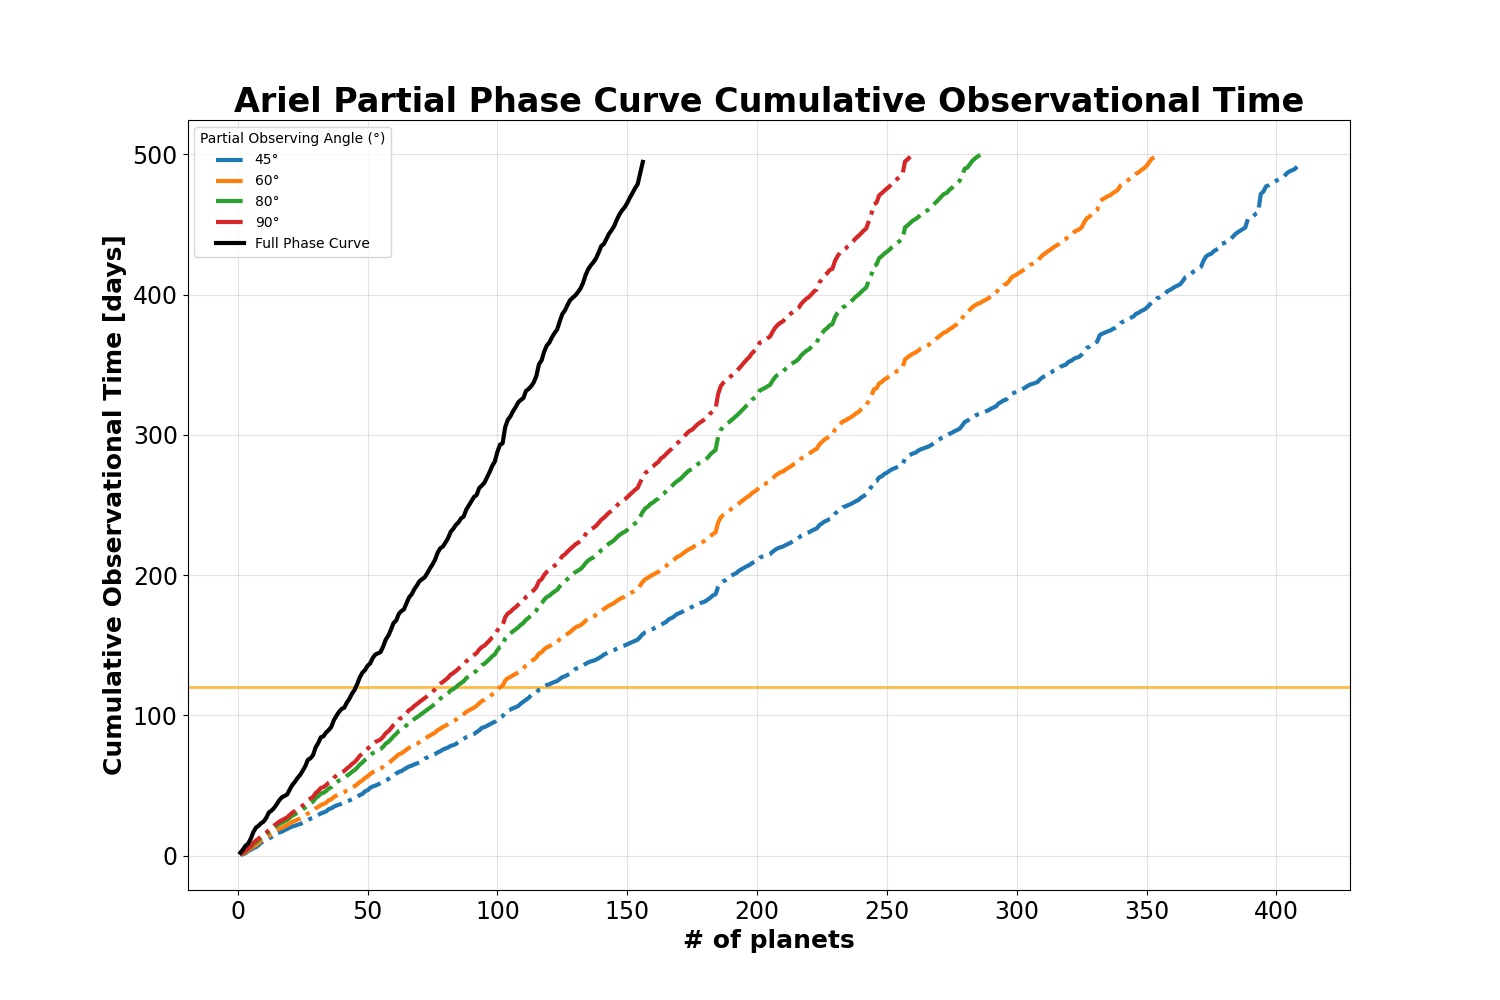 Ariel Partial Phase Curve Cumulative Observational Time
Partial Observing Angle (°)
45°
60°
80°
90°
Full Phase Curve
Cumulative Observational Time [days]
500
400
300
200
100
0
0 50 100 150 200 250 300 350 400
# of planets